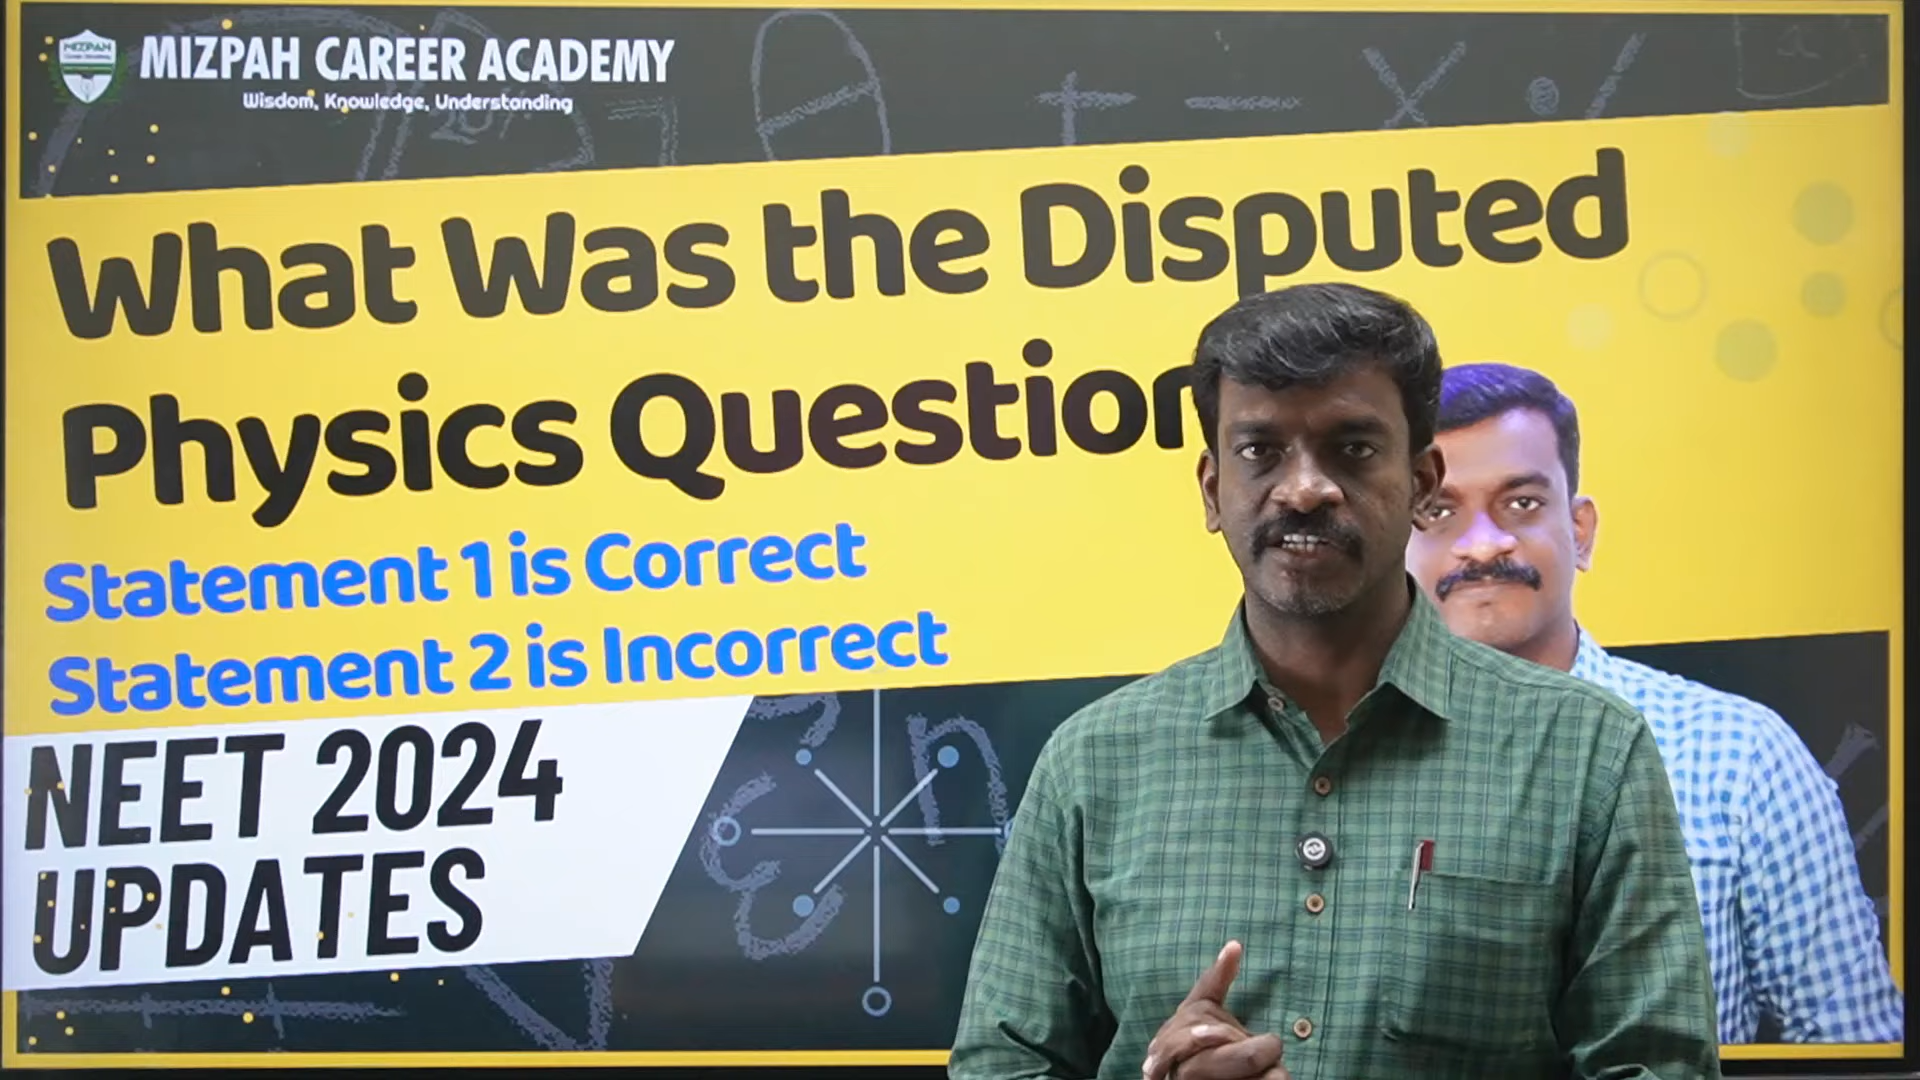 MIZPAH CAREER ACADEMY
Wisdom, Knowledge, Understanding
What Was the Disputed
Physics Question
Statement 1 is Correct
Statement 2 is Incorrect
NEET 2024
UPDATES